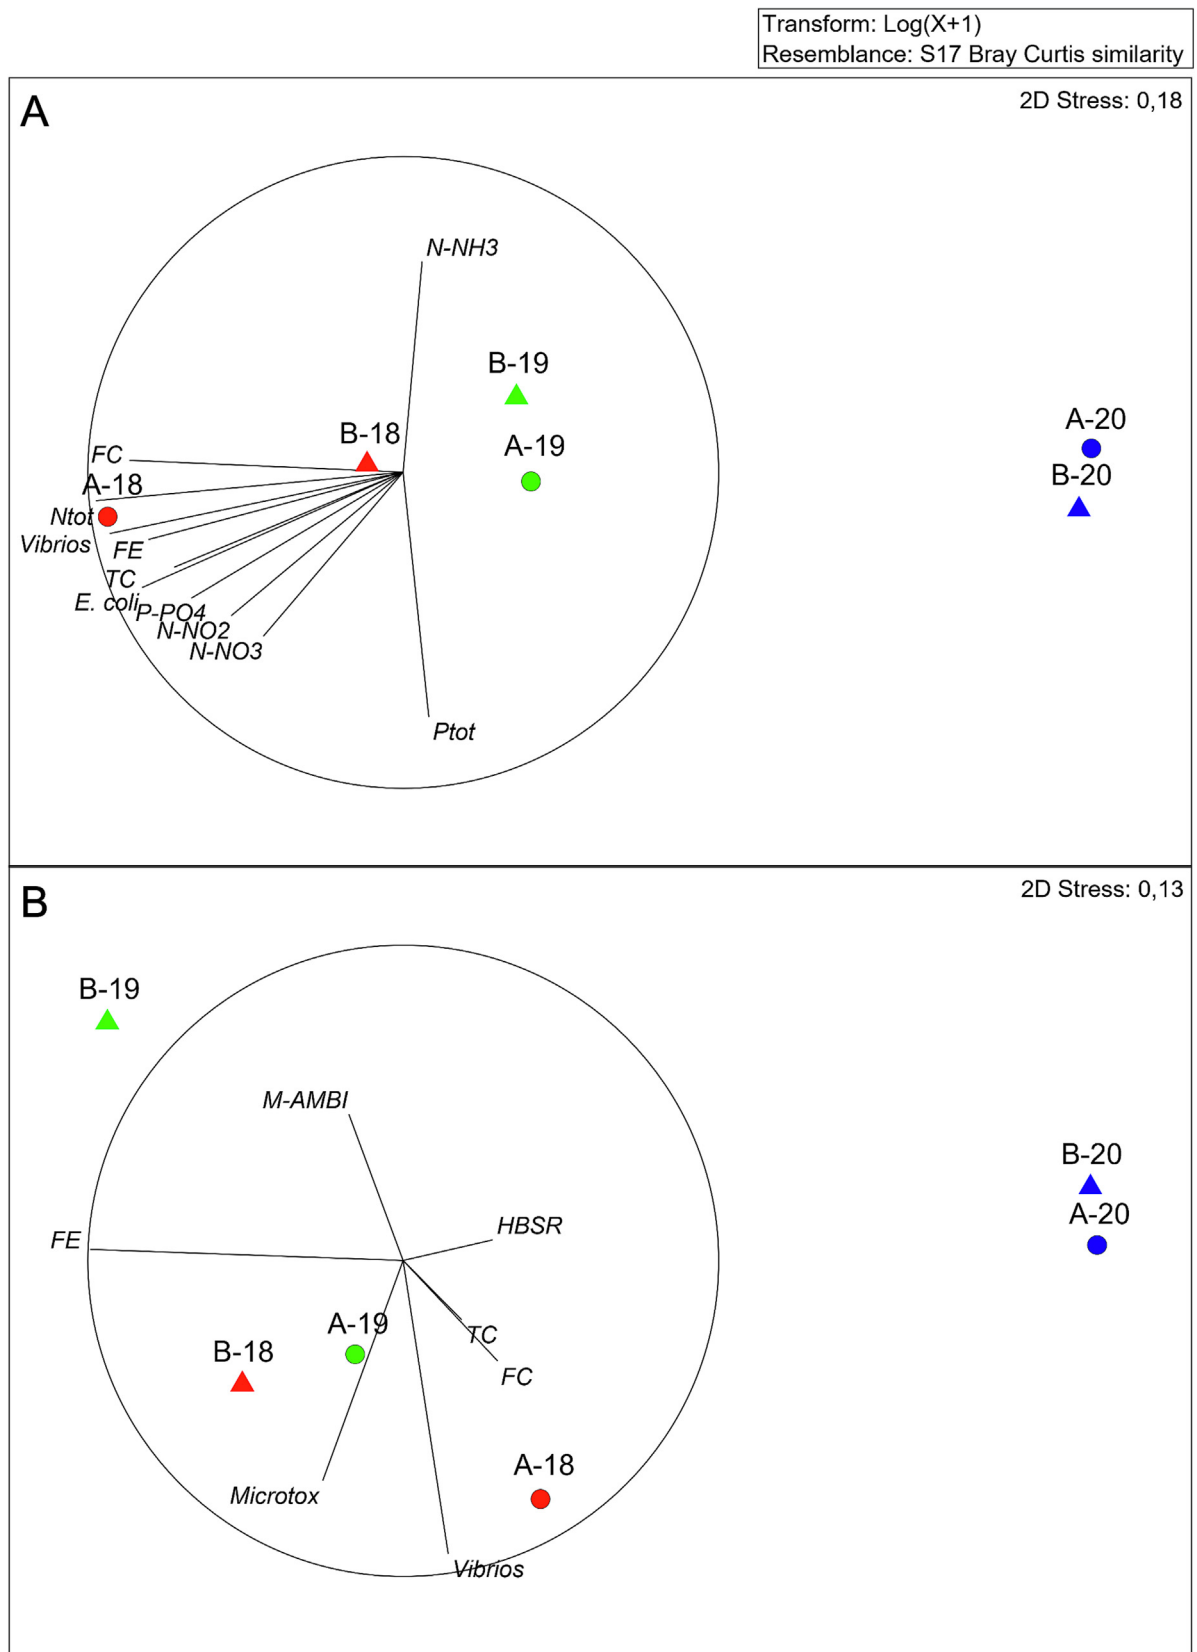 Transform: Log(X+1)
Resemblance: S17 Bray Curtis similarity
A
2D Stress: 0,18
N-NH3
B-19
A-20
B-18
A-19
FC
B-20
A-18
Ntot
Vibrios
FE
TC
E. coli
P-PO4
N-NO2
N-NO3
Ptot
B
2D Stress: 0,13
B-19
M-AMBI
B-20
A-20
HBSR
FE
A-19
TC
B-18
FC
A-18
Microtox
Vibrios